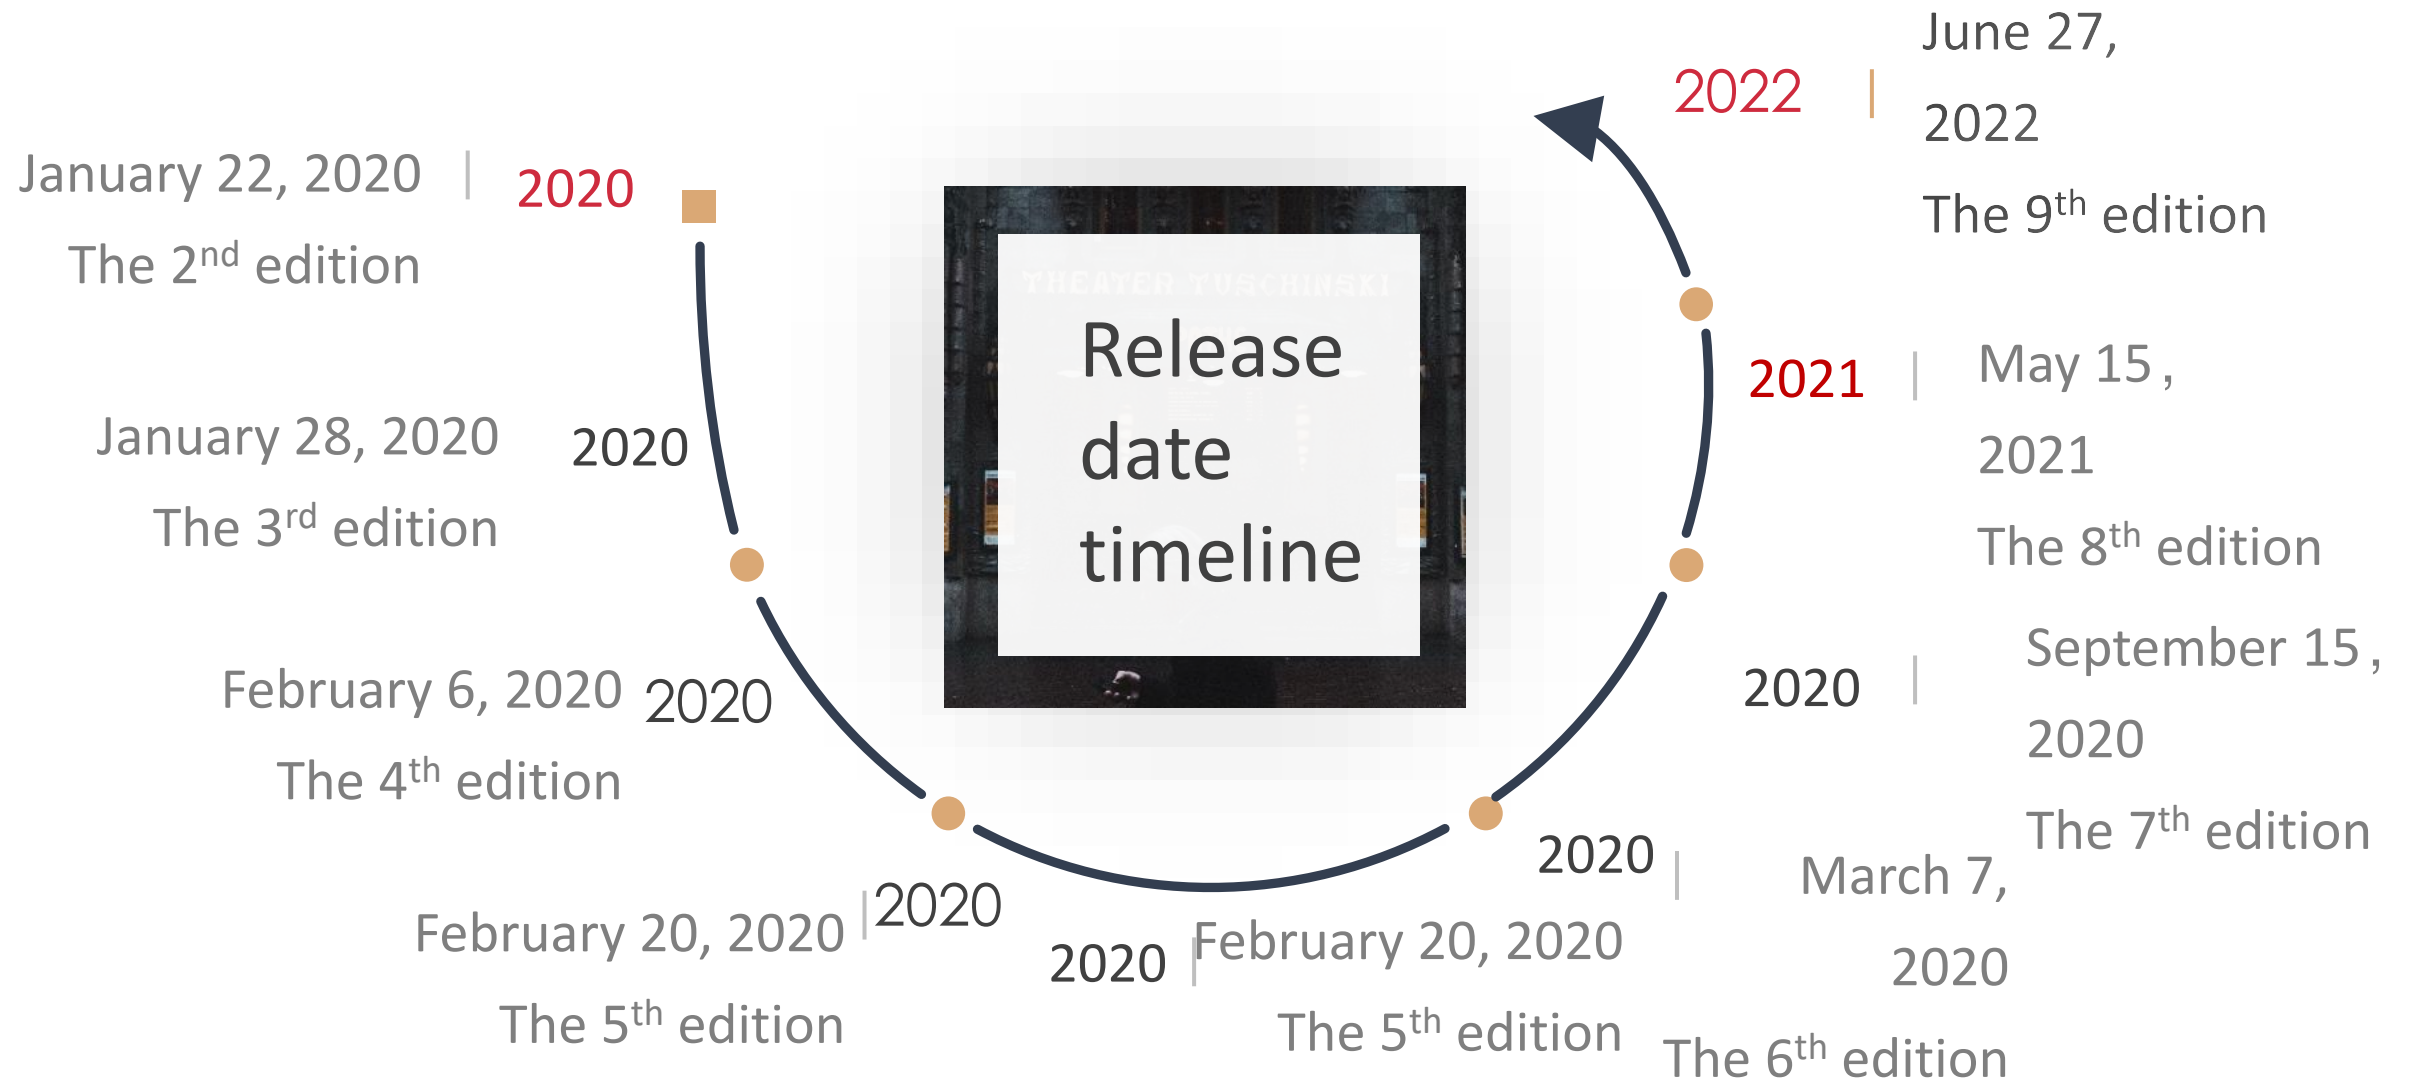 January 22, 2020
The 2nd edition
2020
January 28, 2020
The 3rd edition
2020
February 6, 2020
The 4th edition
2020
February 20, 2020
The 5th edition
2020
2020
February 20, 2020
The 5th edition
2020
March 7,
2020
The 6th edition
2020
September 15,
2020
The 7th edition
2021
May 15,
2021
The 8th edition
2022
June 27,
2022
The 9th edition
THEATER TUSCHINSKI
Release
date
timeline